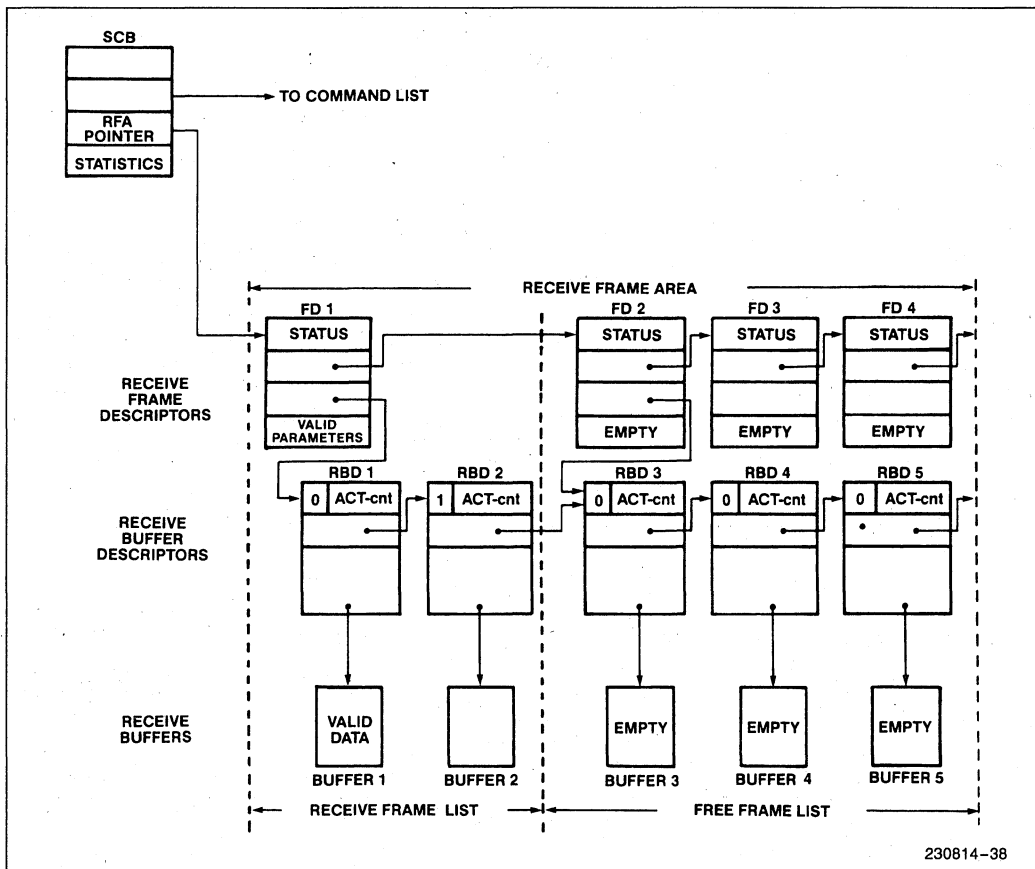 SCB
TO COMMAND LIST
RFA
POINTER
STATISTICS
RECEIVE FRAME AREA
FD 1
FD 2
FD 3
FD 4
STATUS
STATUS
STATUS
STATUS
RECEIVE
FRAME
DESCRIPTORS
VALID
PARAMETERS
EMPTY
EMPTY
EMPTY
RBD 1
RBD 2
RBD 3
RBD 4
RBD 5
0 ACT-cnt
1 ACT-cnt
0 ACT-cnt
0 ACT-cnt
0 ACT-cnt
RECEIVE
BUFFER
DESCRIPTORS
RECEIVE
BUFFERS
VALID
DATA
EMPTY
EMPTY
EMPTY
BUFFER 1
BUFFER 2
BUFFER 3
BUFFER 4
BUFFER 5
RECEIVE FRAME LIST
FREE FRAME LIST
230814-38